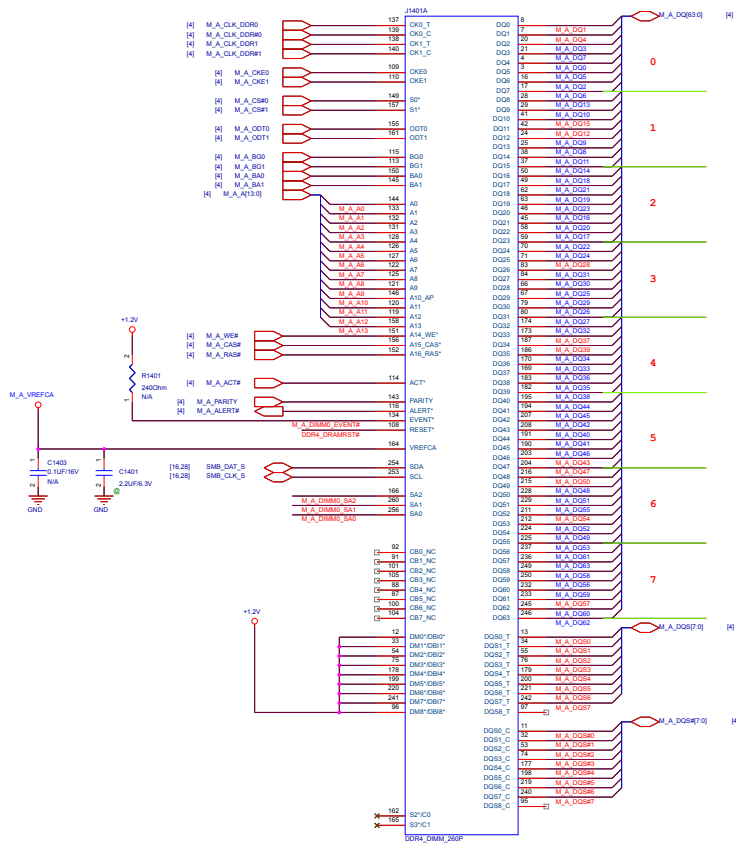 J1401A
[4] M_A_CLK_DDR0 137 CK0_T
[4] M_A_CLK_DDR#0 139 CK0_C
[4] M_A_CLK_DDR1 138 CK1_T
[4] M_A_CLK_DDR#1 140 CK1_C
[4] M_A_CKE0 109 CKE0
[4] M_A_CKE1 110 CKE1
[4] M_A_CS#0 149 S0*
[4] M_A_CS#1 157 S1*
[4] M_A_ODT0 155 ODT0
[4] M_A_ODT1 161 ODT1
[4] M_A_BG0 115 BG0
[4] M_A_BG1 113 BG1
[4] M_A_BA0 150 BA0
[4] M_A_BA1 145 BA1
[4] M_A_A[13:0]
144 A0
M_A_A0 133 A1
M_A_A1 132 A2
M_A_A2 131 A3
M_A_A3 128 A4
M_A_A4 126 A5
M_A_A5 127 A6
M_A_A6 122 A7
M_A_A7 125 A8
M_A_A8 121 A9
M_A_A9 146 A10_AP
M_A_A10 120 A11
M_A_A11 119 A12
M_A_A12 158 A13
M_A_A13 151 A14_WE*
[4] M_A_WE#
[4] M_A_CAS# 156 A15_CAS*
[4] M_A_RAS# 152 A16_RAS*
+1.2V
2
R1401
240Ohm
N/A
1
[4] M_A_ACT# 114 ACT*
[4] M_A_PARITY 143 PARITY
[4] M_A_ALERT# 116 ALERT*
134 EVENT*
M_A_DIMM0_EVENT# 108 RESET*
DDR4_DRAMRST#
M_A_VREFCA
164 VREFCA
1
C1403
0.1UF/16V
N/A
2
GND
1
C1401
2.2UF/6.3V
2
@
GND
[16,28] SMB_DAT_S 254 SDA
[16,28] SMB_CLK_S 253 SCL
166 SA2
M_A_DIMM0_SA2 260 SA1
M_A_DIMM0_SA1 256 SA0
M_A_DIMM0_SA0
92 CB0_NC
91 CB1_NC
101 CB2_NC
105 CB3_NC
88 CB4_NC
87 CB5_NC
100 CB6_NC
104 CB7_NC
+1.2V
12 DM0*/DBI0*
33 DM1*/DBI1*
54 DM2*/DBI2*
75 DM3*/DBI3*
178 DM4*/DBI4*
199 DM5*/DBI5*
220 DM6*/DBI6*
241 DM7*/DBI7*
96 DM8*/DBI8*
162 S2*/C0
165 S3*/C1
DDR4_DIMM_260P
M_A_DQ[63:0] [4]
DQ0 8
DQ1 7 M_A_DQ1
DQ2 20 M_A_DQ4
DQ3 21 M_A_DQ3
DQ4 4 M_A_DQ7
DQ5 3 M_A_DQ0
DQ6 16 M_A_DQ5
DQ7 17 M_A_DQ2
DQ8 28 M_A_DQ6
DQ9 29 M_A_DQ13
DQ10 41 M_A_DQ10
DQ11 42 M_A_DQ15
DQ12 24 M_A_DQ12
DQ13 25 M_A_DQ9
DQ14 38 M_A_DQ8
DQ15 37 M_A_DQ11
DQ16 50 M_A_DQ14
DQ17 49 M_A_DQ18
DQ18 62 M_A_DQ21
DQ19 63 M_A_DQ19
DQ20 46 M_A_DQ23
DQ21 45 M_A_DQ16
DQ22 58 M_A_DQ20
DQ23 59 M_A_DQ17
DQ24 70 M_A_DQ22
DQ25 71 M_A_DQ24
DQ26 83 M_A_DQ28
DQ27 84 M_A_DQ31
DQ28 66 M_A_DQ30
DQ29 67 M_A_DQ25
DQ30 79 M_A_DQ29
DQ31 80 M_A_DQ26
DQ32 174 M_A_DQ27
DQ33 173 M_A_DQ32
DQ34 187 M_A_DQ37
DQ35 186 M_A_DQ39
DQ36 170 M_A_DQ34
DQ37 169 M_A_DQ33
DQ38 183 M_A_DQ36
DQ39 182 M_A_DQ35
DQ40 195 M_A_DQ38
DQ41 194 M_A_DQ44
DQ42 207 M_A_DQ45
DQ43 208 M_A_DQ42
DQ44 191 M_A_DQ40
DQ45 190 M_A_DQ41
DQ46 203 M_A_DQ46
DQ47 204 M_A_DQ43
DQ48 216 M_A_DQ47
DQ49 215
DQ50 228 M_A_DQ48
DQ51 229 M_A_DQ51
DQ52 211 M_A_DQ55
DQ53 212 M_A_DQ54
DQ54 224 M_A_DQ52
DQ55 225 M_A_DQ49
DQ56 237 M_A_DQ53
DQ57 236 M_A_DQ61
DQ58 249 M_A_DQ63
DQ59 250 M_A_DQ58
DQ60 232 M_A_DQ56
DQ61 233 M_A_DQ59
DQ62 245 M_A_DQ57
DQ63 246 M_A_DQ60
M_A_DQ62
0
1
2
3
4
5
6
7
M_A_DQS[7:0] [4]
DQS0_T 13
DQS1_T 34 M_A_DQS0
DQS2_T 55 M_A_DQS1
DQS3_T 76 M_A_DQS2
DQS4_T 179 M_A_DQS3
DQS5_T 200 M_A_DQS4
DQS6_T 221 M_A_DQS5
DQS7_T 242 M_A_DQS6
DQS8_T 97 M_A_DQS7
M_A_DQS#[7:0] [4
DQS0_C 11
DQS1_C 32 M_A_DQS#0
DQS2_C 53 M_A_DQS#1
DQS3_C 74 M_A_DQS#2
DQS4_C 177 M_A_DQS#3
DQS5_C 198 M_A_DQS#4
DQS6_C 219 M_A_DQS#5
DQS7_C 240 M_A_DQS#6
DQS8_C 95 M_A_DQS#7